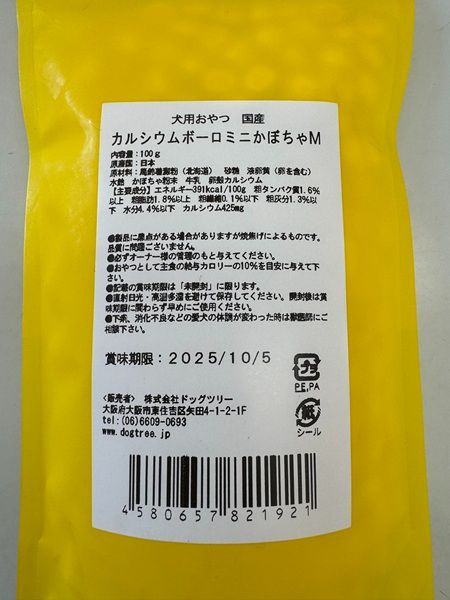 犬用おやつ　国産
カルシウムボーロミニかぼちゃM
内容量：100g
原産国：日本
原材料：馬鈴薯澱粉（北海道）　砂糖　液卵黄（卵を含む）
水飴　かぼちゃ粉末　牛乳　卵殻カルシウム
【主要成分】エネルギー391kcal/100g　粗タンパク質1.6%
以上　粗脂肪1.8%以上　粗繊維0.1%以下　粗灰分1.3%以
下　水分4.4%以下　カルシウム425mg
●製品に黒点がある場合がありますが焼焦げによるものです。
品質に問題ございません。
●必ずオーナー様の管理のもと与えてください。
●おやつとして主食の給与カロリーの10%を目安に与えて下
さい。
●記載の賞味期限は「未開封」に限ります。
●直射日光・高温多湿を避けて保存してください。開封後は賞
味期限に関わらず早めにご使用ください。
●下痢、消化不良などの愛犬の体調が変わった時は獣医師にご
相談下さい。
賞味期限：2025/10/5
プラ
PE,PA
紙
シール
<販売者>　株式会社ドッグツリー
大阪府大阪市東住吉区矢田4-1-2-1F
tel:(06)6609-0693
www.dogtree.jp
4580657821921